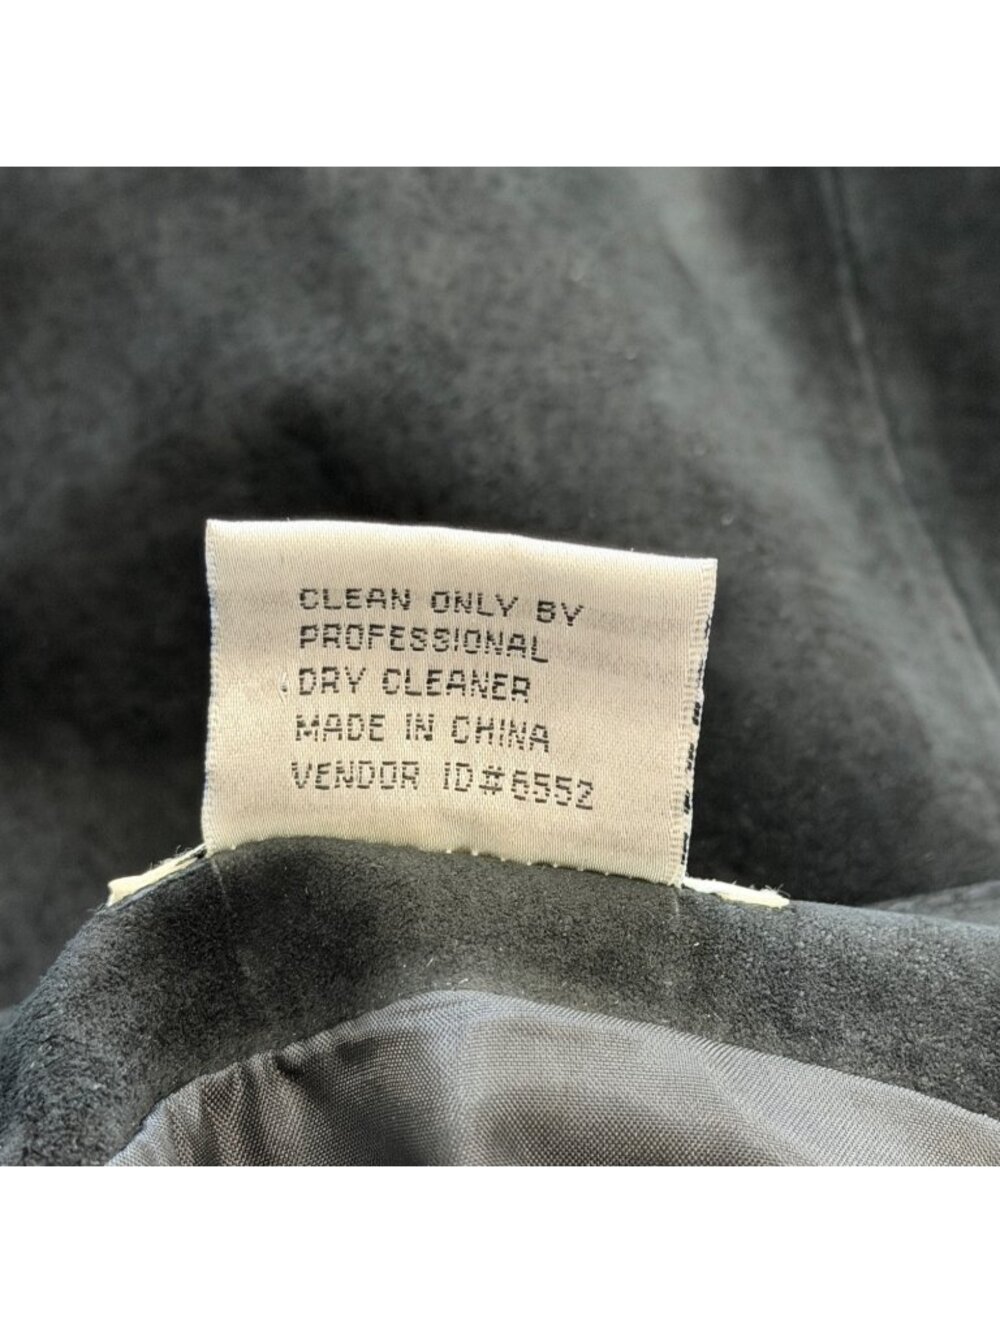 CLEAN ONLY BY
PROFESSIONAL
DRY CLEANER
MADE IN CHINA
VENDOR ID#6552